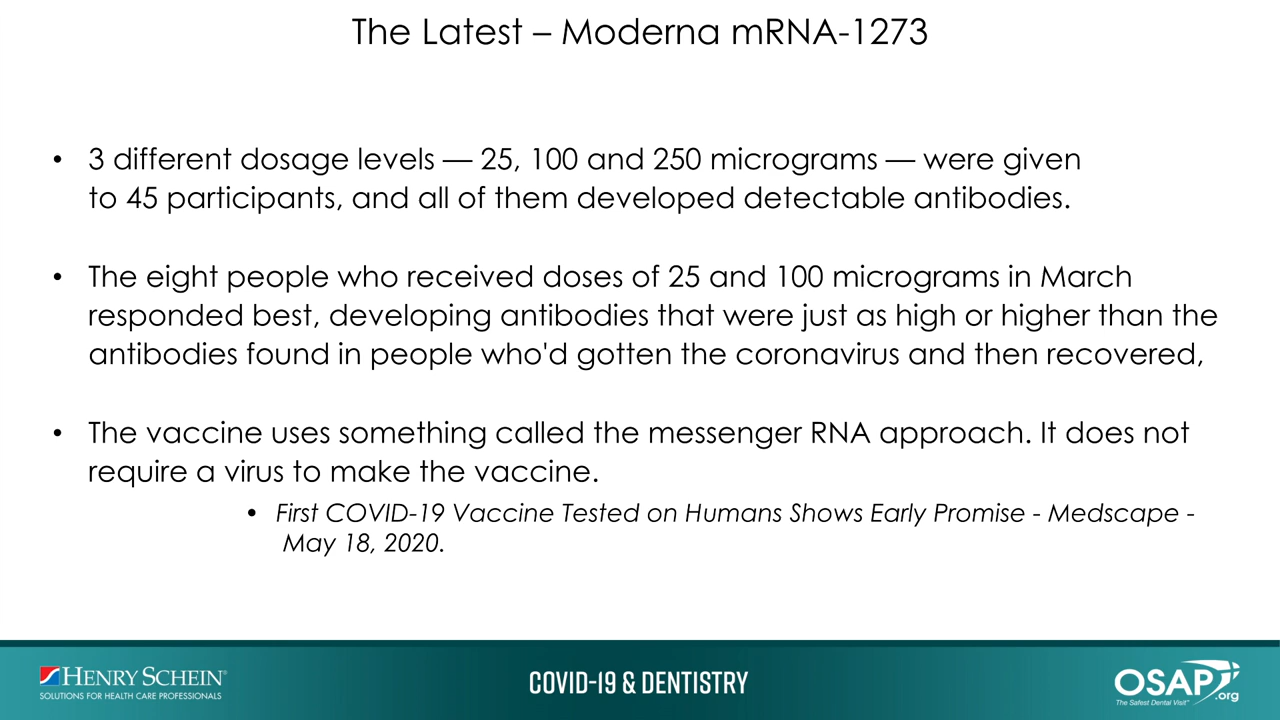 The Latest – Moderna mRNA-1273
• 3 different dosage levels — 25, 100 and 250 micrograms — were given
to 45 participants, and all of them developed detectable antibodies.
• The eight people who received doses of 25 and 100 micrograms in March
responded best, developing antibodies that were just as high or higher than the
antibodies found in people who'd gotten the coronavirus and then recovered,
• The vaccine uses something called the messenger RNA approach. It does not
require a virus to make the vaccine.
• First COVID-19 Vaccine Tested on Humans Shows Early Promise - Medscape -
May 18, 2020.
HENRY SCHEIN®
SOLUTIONS FOR HEALTH CARE PROFESSIONALS
COVID-19 & DENTISTRY
OSAP.org
The Safest Dental Visit™